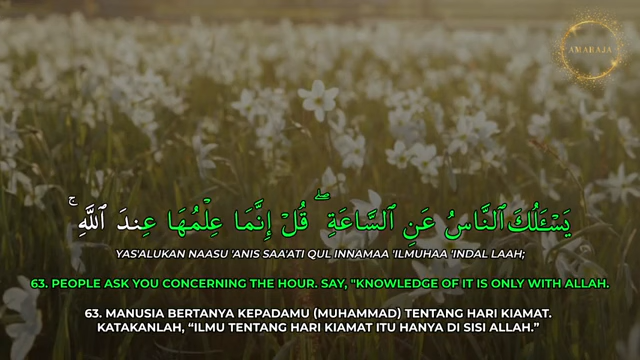 AMARAJA
يَسْـَٔلُكَ ٱلنَّاسُ عَنِ ٱلسَّاعَةِ ۖ قُلْ إِنَّمَا عِلْمُهَا عِندَ ٱللَّهِ ۚ
YAS'ALUKAN NAASU 'ANIS SAA'ATI QUL INNAMAA 'ILMUHAA 'INDAL LAAH;
63. PEOPLE ASK YOU CONCERNING THE HOUR. SAY, "KNOWLEDGE OF IT IS ONLY WITH ALLAH.
63. MANUSIA BERTANYA KEPADAMU (MUHAMMAD) TENTANG HARI KIAMAT.
KATAKANLAH, “ILMU TENTANG HARI KIAMAT ITU HANYA DI SISI ALLAH.”